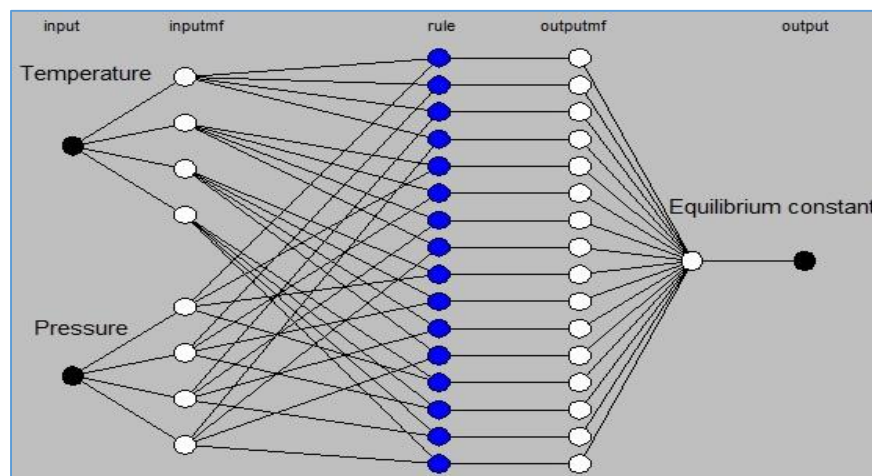 input inputmf rule outputmf output
Temperature
Equilibrium constant
Pressure